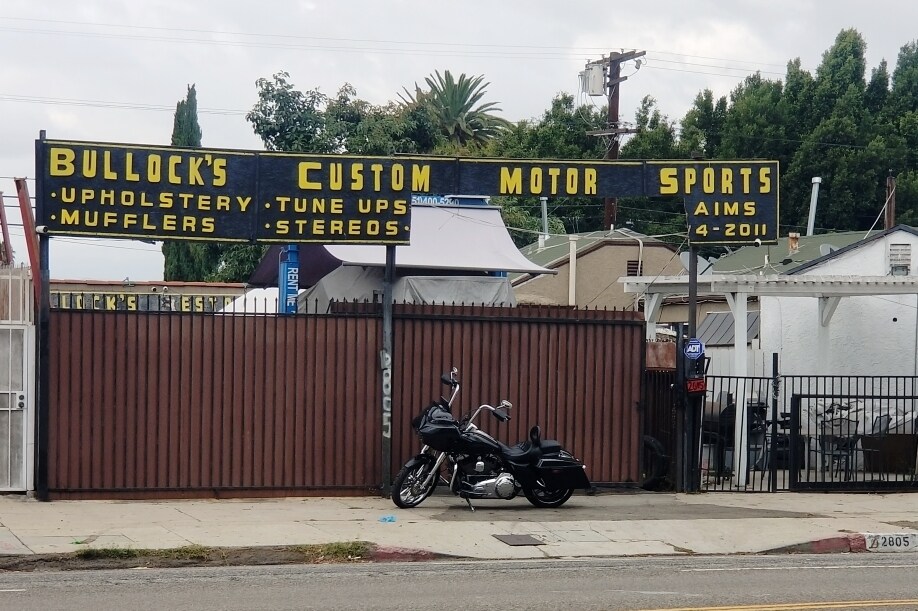 BULLOCK'S CUSTOM MOTOR SPORTS
·UPHOLSTERY ·TUNE UPS AIMS
·MUFFLERS ·STEREOS· 4-2011
RENT ME
ADT
2805